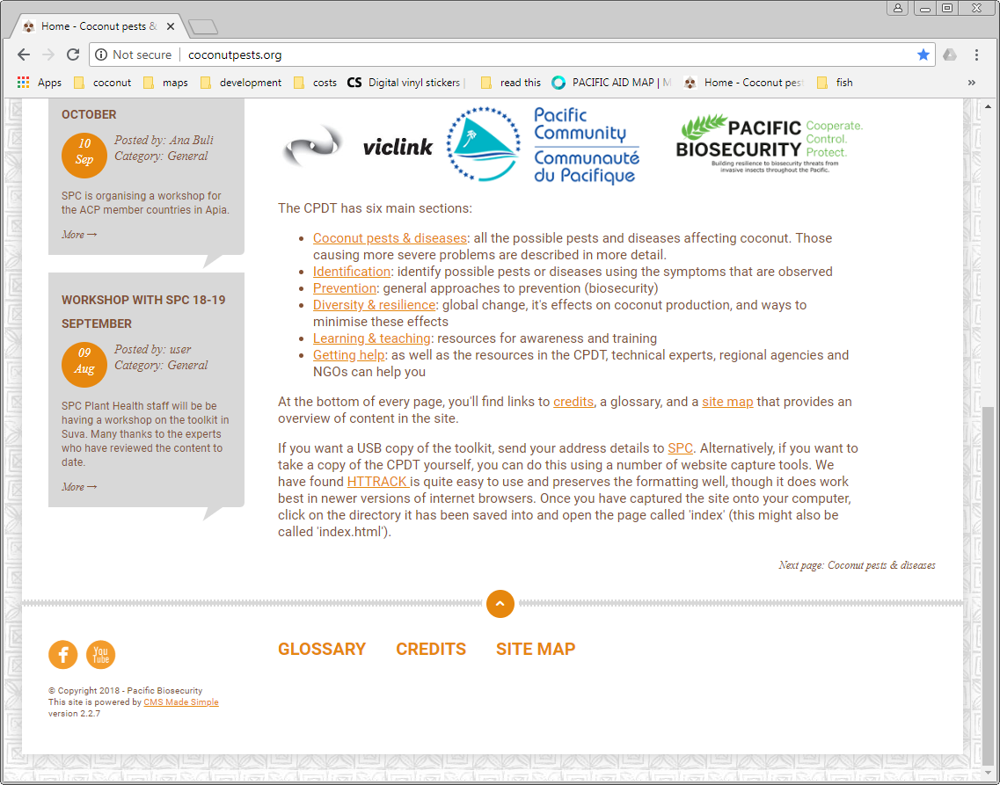 Home - Coconut pests &
Not secure
coconutpests.org
Apps
coconut
maps
development
costs
CS Digital vinyl stickers |
read this
PACIFIC AID MAP | M
Home - Coconut pest
fish
»
OCTOBER
10
Sep
Posted by: Ana Buli
Category: General
SPC is organising a workshop for
the ACP member countries in Apia.
More →
WORKSHOP WITH SPC 18-19
SEPTEMBER
09
Aug
Posted by: user
Category: General
SPC Plant Health staff will be be
having a workshop on the toolkit in
Suva. Many thanks to the experts
who have reviewed the content to
date.
More →
viclink
Pacific
Community
Communauté
du Pacifique
PACIFIC
BIOSECURITY
Cooperate.
Control.
Protect.
Building resilience to biosecurity threats from
invasive insects throughout the Pacific.
The CPDT has six main sections:
• Coconut pests & diseases: all the possible pests and diseases affecting coconut. Those
causing more severe problems are described in more detail.
• Identification: identify possible pests or diseases using the symptoms that are observed
• Prevention: general approaches to prevention (biosecurity)
• Diversity & resilience: global change, it's effects on coconut production, and ways to
minimise these effects
• Learning & teaching: resources for awareness and training
• Getting help: as well as the resources in the CPDT, technical experts, regional agencies and
NGOs can help you
At the bottom of every page, you'll find links to credits, a glossary, and a site map that provides an
overview of content in the site.
If you want a USB copy of the toolkit, send your address details to SPC. Alternatively, if you want to
take a copy of the CPDT yourself, you can do this using a number of website capture tools. We
have found HTTRACK is quite easy to use and preserves the formatting well, though it does work
best in newer versions of internet browsers. Once you have captured the site onto your computer,
click on the directory it has been saved into and open the page called 'index' (this might also be
called 'index.html').
Next page: Coconut pests & diseases
You
Tube
GLOSSARY
CREDITS
SITE MAP
© Copyright 2018 - Pacific Biosecurity
This site is powered by CMS Made Simple
version 2.2.7